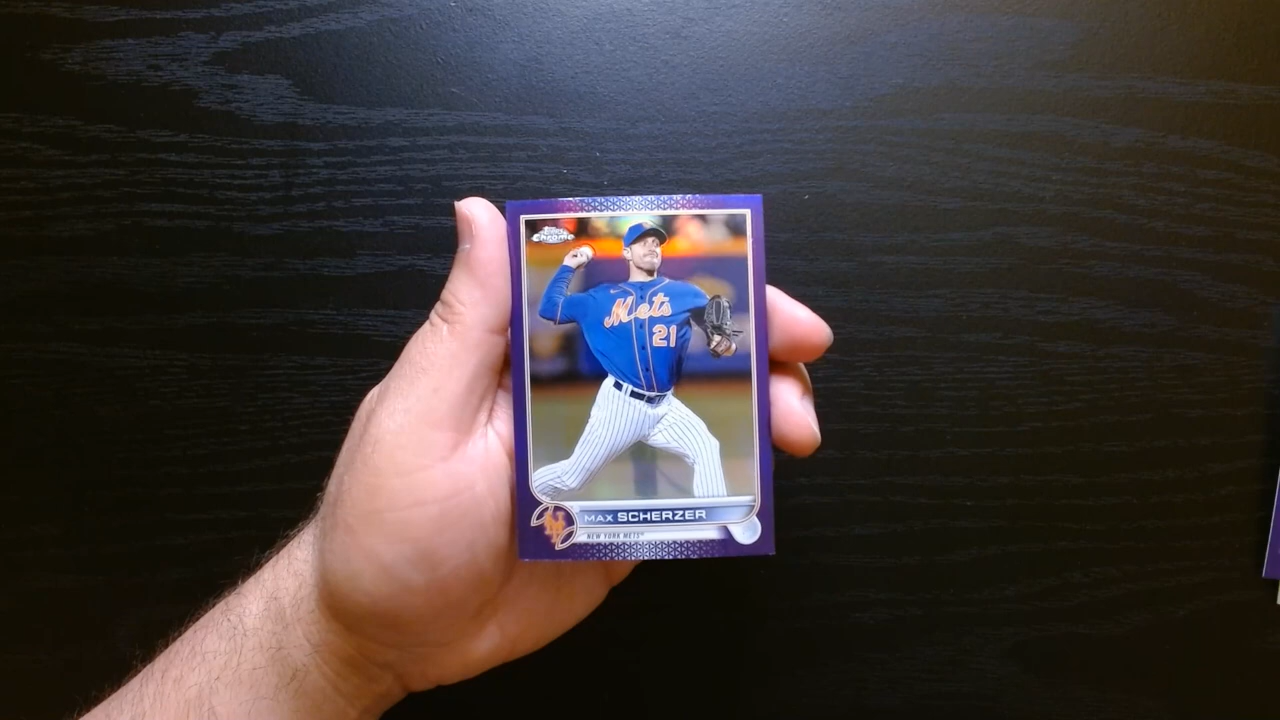 Topps
Chrome
Mets
21
MAX SCHERZER
NEW YORK METS